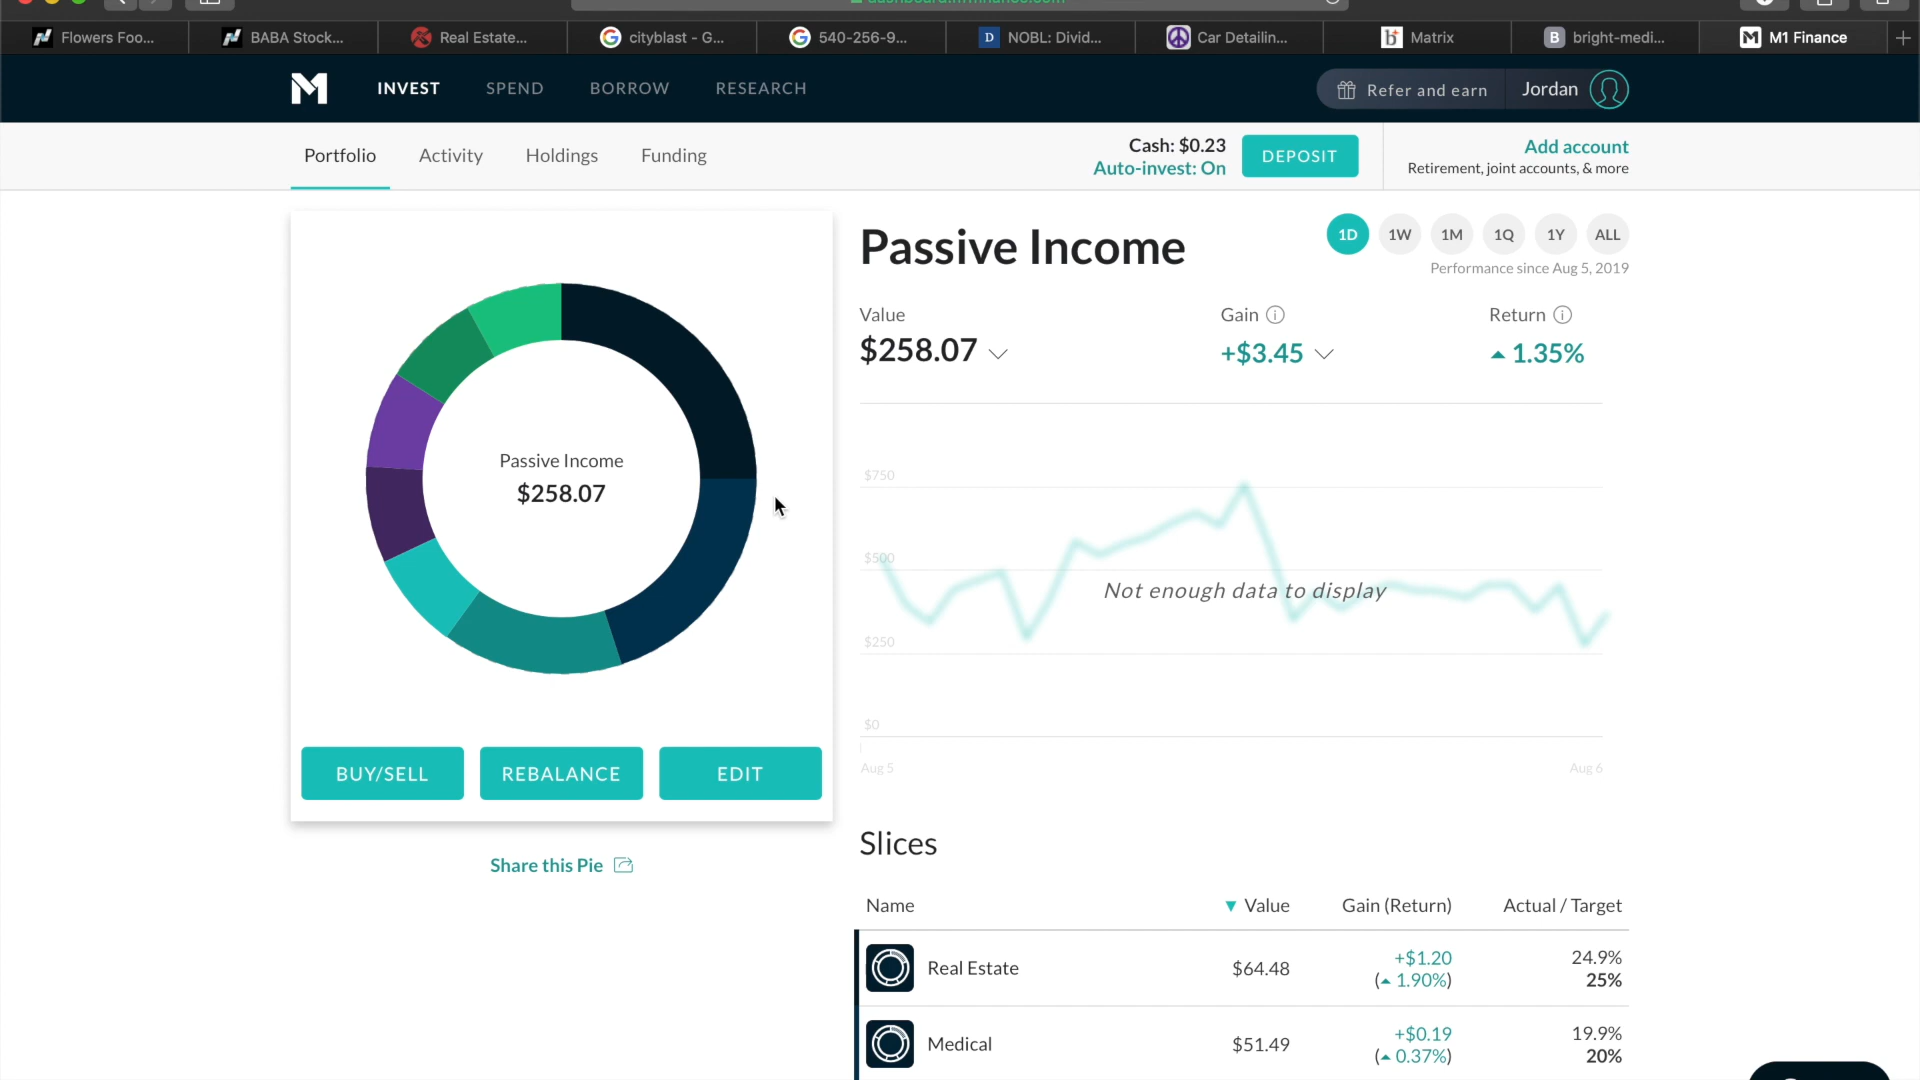 Flowers Foo...
BABA Stock...
Real Estate...
cityblast - G...
540-256-9...
D NOBL: Divid...
Car Detailin...
b Matrix
B bright-medi...
M1 Finance
INVEST
SPEND
BORROW
RESEARCH
Refer and earn
Jordan
Portfolio
Activity
Holdings
Funding
Cash: $0.23
Auto-invest: On
DEPOSIT
Add account
Retirement, joint accounts, & more
Passive Income
$258.07
BUY/SELL
REBALANCE
EDIT
Share this Pie
Passive Income
1D 1W 1M 1Q 1Y ALL
Performance since Aug 5, 2019
Value
$258.07
Gain
+$3.45
Return
1.35%
$750
$500
$250
$0
Not enough data to display
Aug 5
Aug 6
Slices
Name Value Gain (Return) Actual / Target
Real Estate $64.48 +$1.20 24.9%
(1.90%) 25%
Medical $51.49 +$0.19 19.9%
(0.37%) 20%